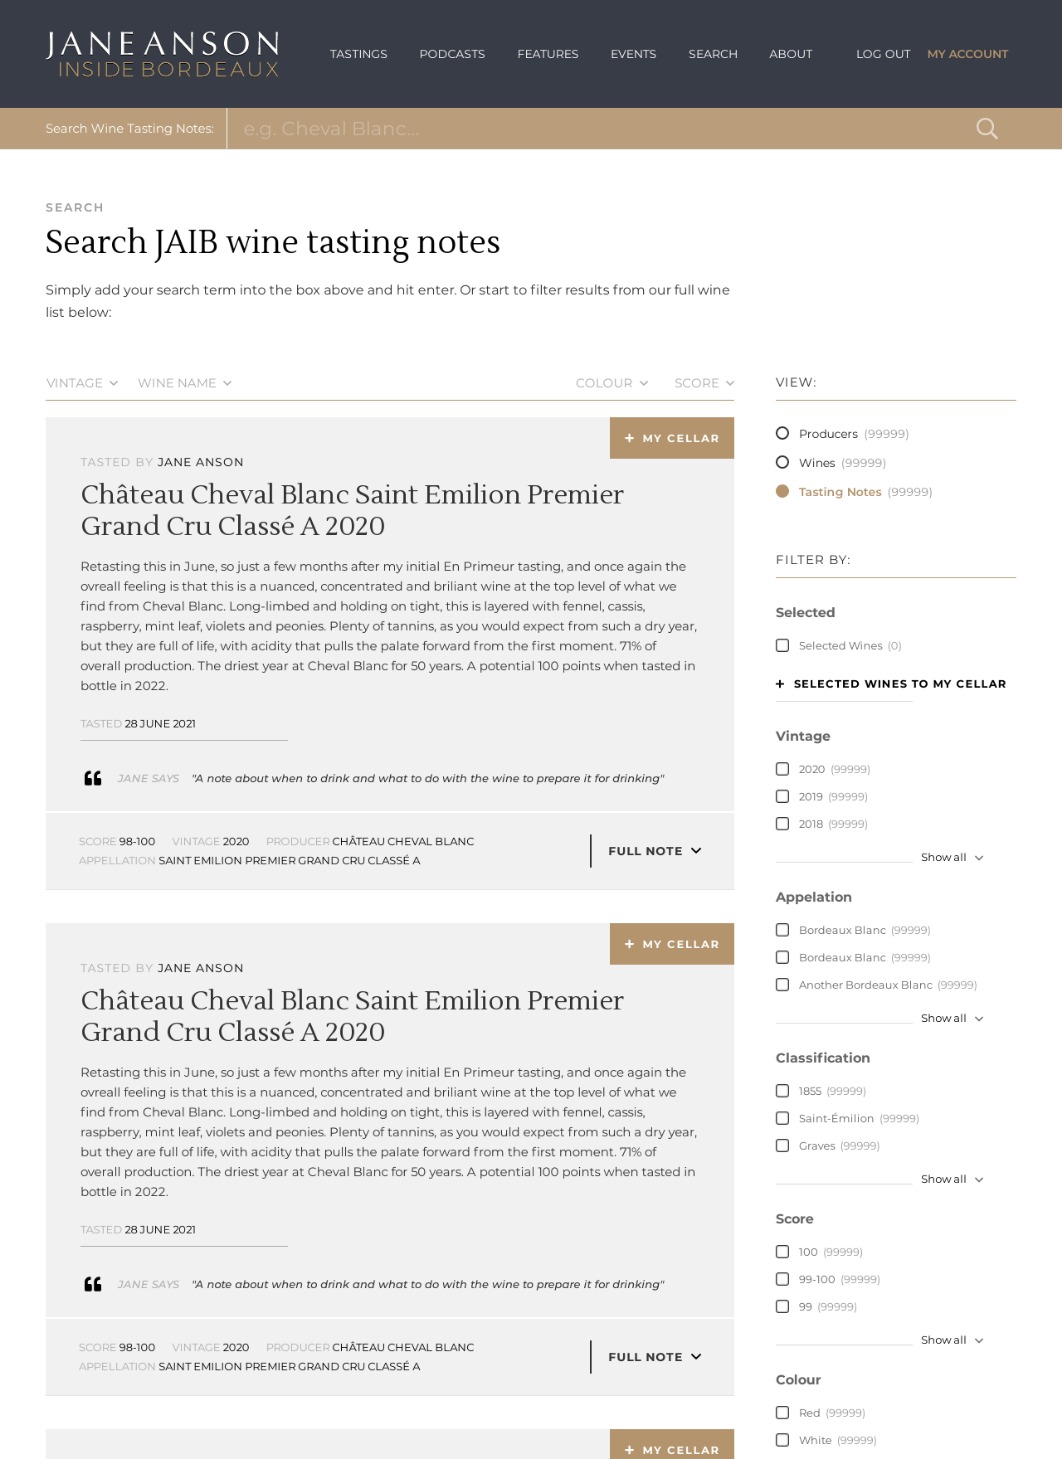 JANE ANSON
INSIDE BORDEAUX
TASTINGS PODCASTS FEATURES EVENTS SEARCH ABOUT LOG OUT MY ACCOUNT
Search Wine Tasting Notes: e.g. Cheval Blanc...
SEARCH
Search JAIB wine tasting notes
Simply add your search term into the box above and hit enter. Or start to filter results from our full wine
list below:
VINTAGE WINE NAME COLOUR SCORE
+ MY CELLAR
TASTED BY JANE ANSON
Château Cheval Blanc Saint Emilion Premier
Grand Cru Classé A 2020
Retasting this in June, so just a few months after my initial En Primeur tasting, and once again the
ovreall feeling is that this is a nuanced, concentrated and briliant wine at the top level of what we
find from Cheval Blanc. Long-limbed and holding on tight, this is layered with fennel, cassis,
raspberry, mint leaf, violets and peonies. Plenty of tannins, as you would expect from such a dry year,
but they are full of life, with acidity that pulls the palate forward from the first moment. 71% of
overall production. The driest year at Cheval Blanc for 50 years. A potential 100 points when tasted in
bottle in 2022.
TASTED 28 JUNE 2021
JANE SAYS "A note about when to drink and what to do with the wine to prepare it for drinking"
SCORE 98-100 VINTAGE 2020 PRODUCER CHÂTEAU CHEVAL BLANC
APPELLATION SAINT EMILION PREMIER GRAND CRU CLASSÉ A
FULL NOTE
+ MY CELLAR
TASTED BY JANE ANSON
Château Cheval Blanc Saint Emilion Premier
Grand Cru Classé A 2020
Retasting this in June, so just a few months after my initial En Primeur tasting, and once again the
ovreall feeling is that this is a nuanced, concentrated and briliant wine at the top level of what we
find from Cheval Blanc. Long-limbed and holding on tight, this is layered with fennel, cassis,
raspberry, mint leaf, violets and peonies. Plenty of tannins, as you would expect from such a dry year,
but they are full of life, with acidity that pulls the palate forward from the first moment. 71% of
overall production. The driest year at Cheval Blanc for 50 years. A potential 100 points when tasted in
bottle in 2022.
TASTED 28 JUNE 2021
JANE SAYS "A note about when to drink and what to do with the wine to prepare it for drinking"
SCORE 98-100 VINTAGE 2020 PRODUCER CHÂTEAU CHEVAL BLANC
APPELLATION SAINT EMILION PREMIER GRAND CRU CLASSÉ A
FULL NOTE
+ MY CELLAR
VIEW:
Producers (99999)
Wines (99999)
Tasting Notes (99999)
FILTER BY:
Selected
Selected Wines (0)
+ SELECTED WINES TO MY CELLAR
Vintage
2020 (99999)
2019 (99999)
2018 (99999)
Show all
Appelation
Bordeaux Blanc (99999)
Bordeaux Blanc (99999)
Another Bordeaux Blanc (99999)
Show all
Classification
1855 (99999)
Saint-Émilion (99999)
Graves (99999)
Show all
Score
100 (99999)
99-100 (99999)
99 (99999)
Show all
Colour
Red (99999)
White (99999)